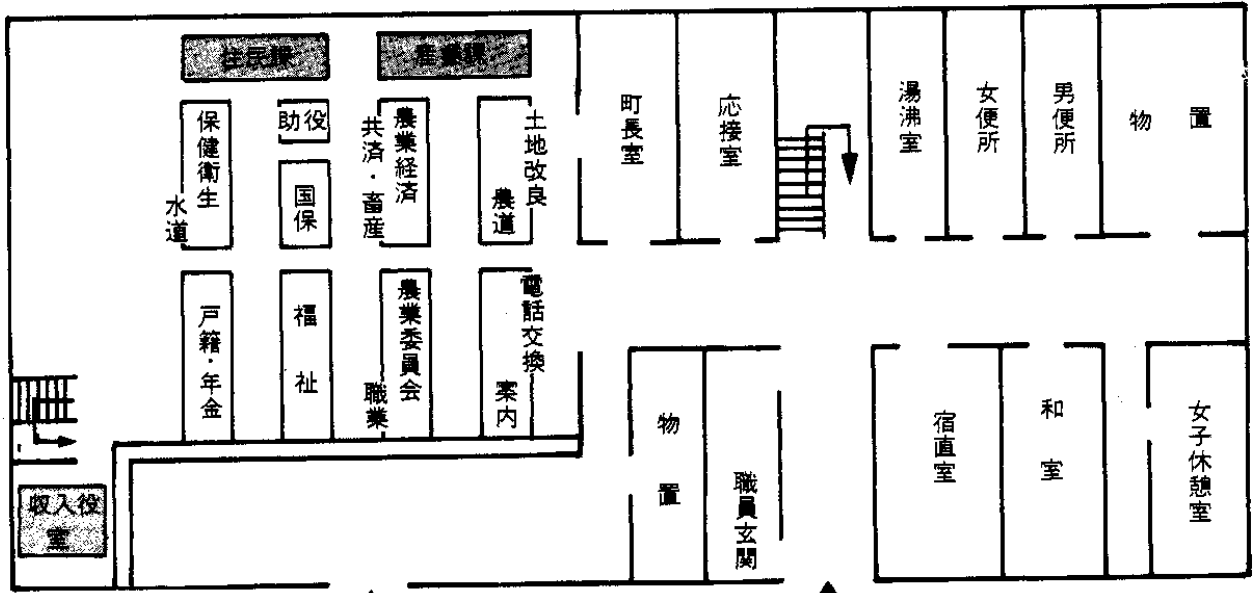 住民課
産業課
保健衛生
水道
助役
国保
共済・畜産
農業経済
農道
土地改良
戸籍・年金
福祉
職業
農業委員会
案内
電話交換
収入役室
町長室
応接室
湯沸室
女便所
男便所
物置
物置
職員玄関
宿直室
和室
女子休憩室